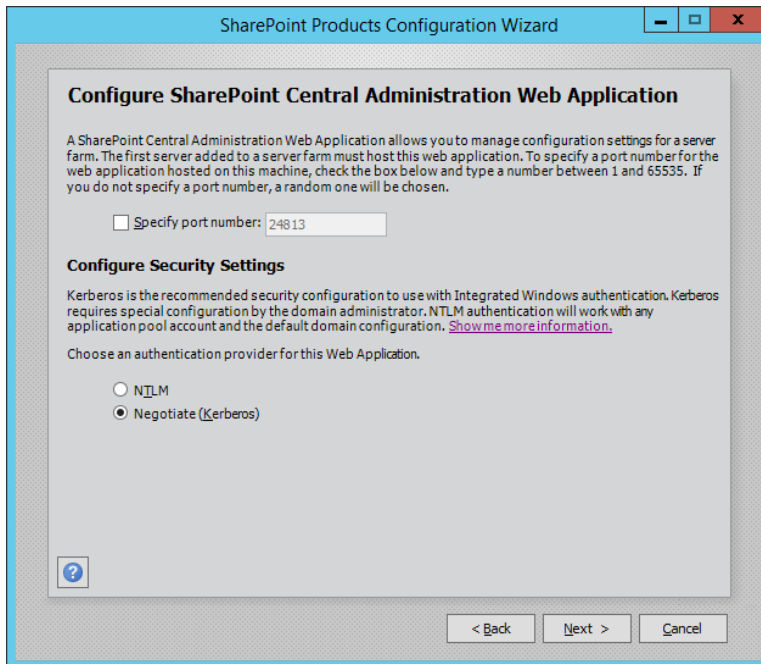 SharePoint Products Configuration Wizard
Configure SharePoint Central Administration Web Application
A SharePoint Central Administration Web Application allows you to manage configuration settings for a server
farm. The first server added to a server farm must host this web application. To specify a port number for the
web application hosted on this machine, check the box below and type a number between 1 and 65535. If
you do not specify a port number, a random one will be chosen.
Specify port number: 24813
Configure Security Settings
Kerberos is the recommended security configuration to use with Integrated Windows authentication. Kerberos
requires special configuration by the domain administrator. NTLM authentication will work with any
application pool account and the default domain configuration. Show me more information.
Choose an authentication provider for this Web Application.
NTLM
Negotiate (Kerberos)
?
< Back Next > Cancel